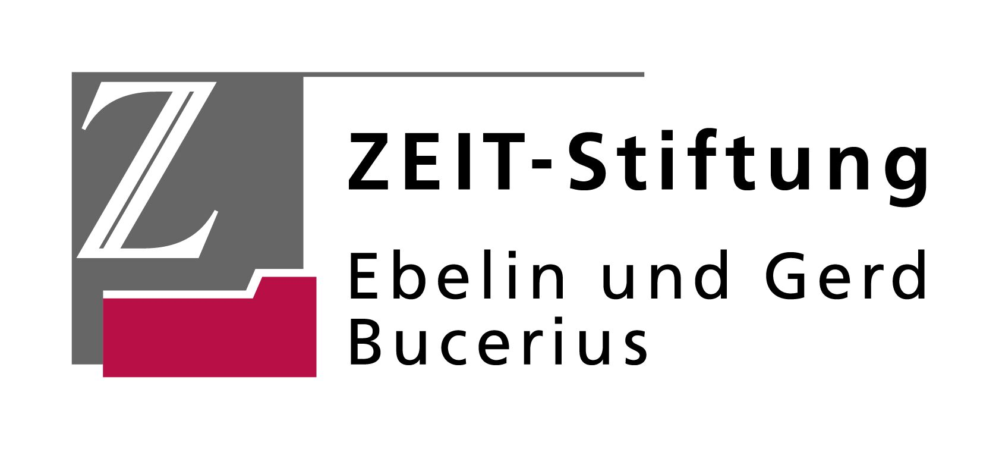 Z
ZEIT-Stiftung
Ebelin und Gerd
Bucerius